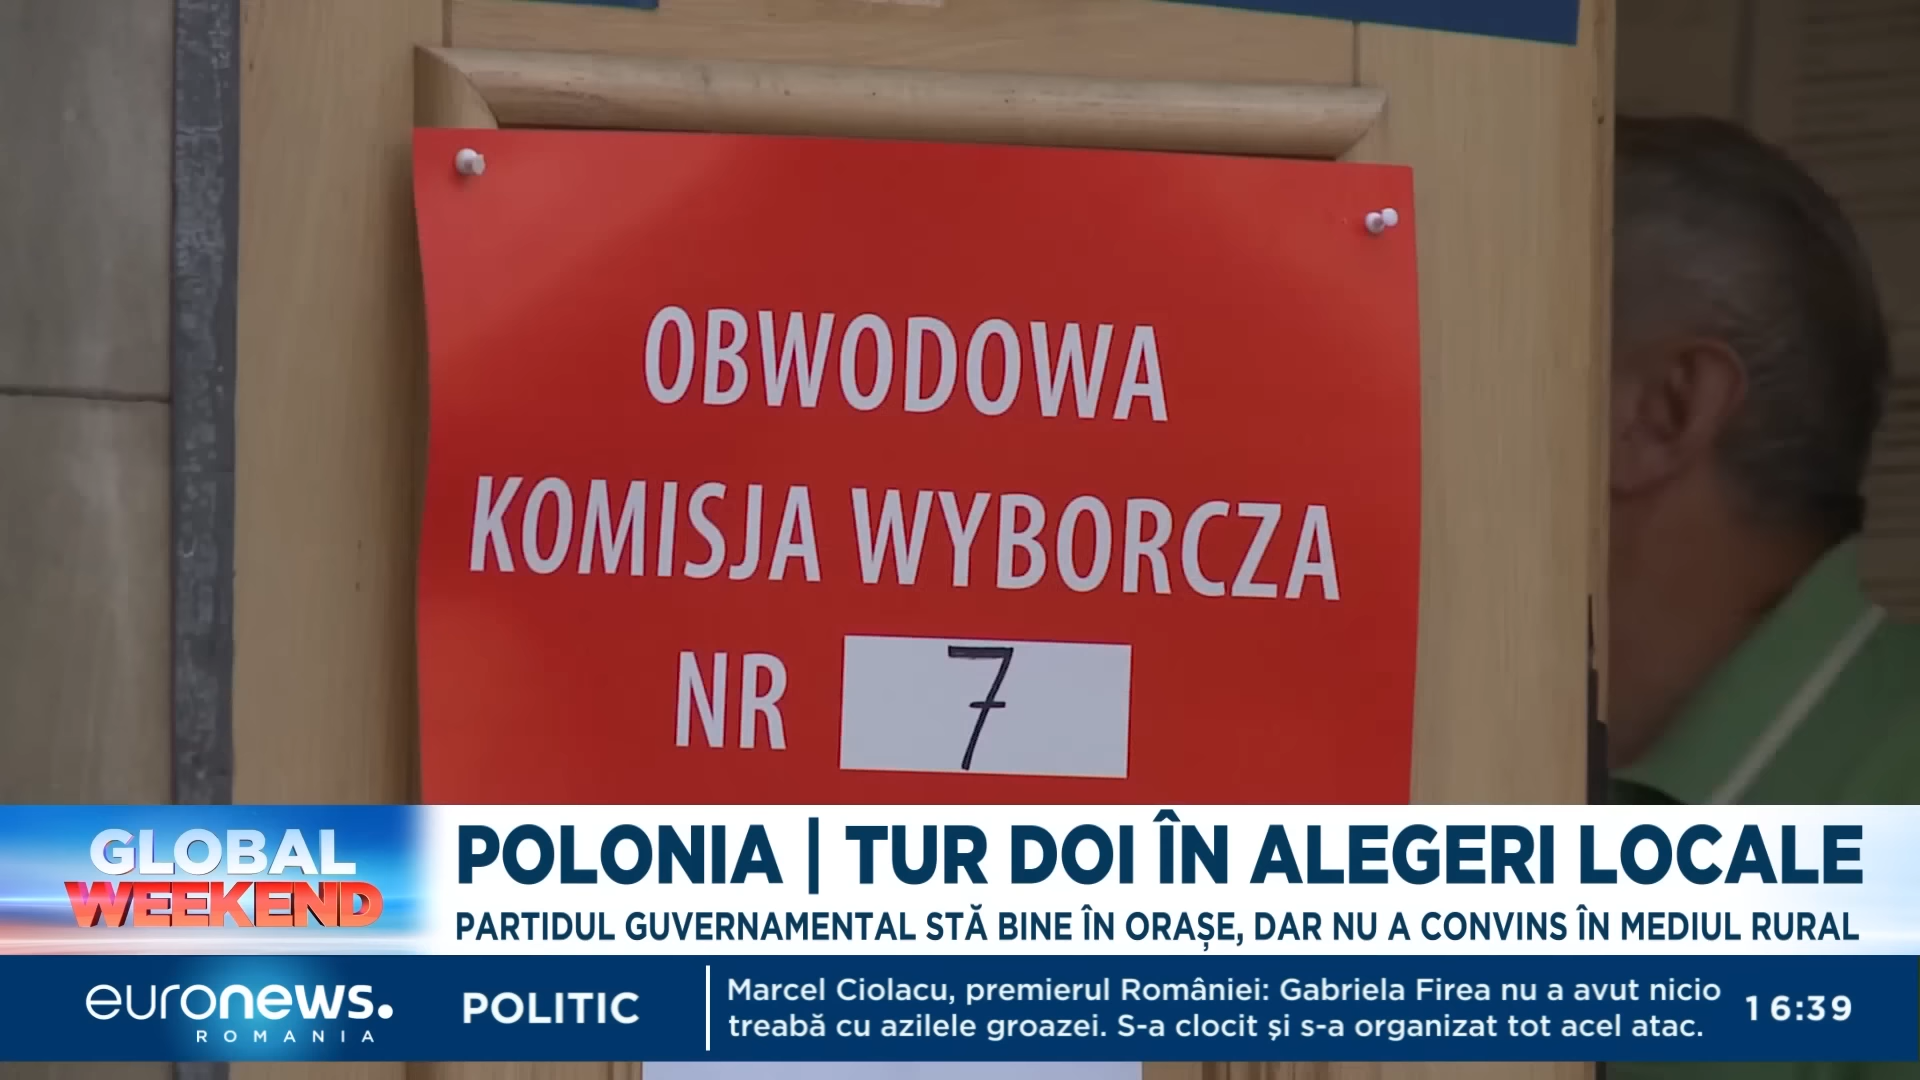 OBWODOWA
KOMISJA WYBORCZA
NR 7
GLOBAL
WEEKEND
POLONIA | TUR DOI ÎN ALEGERI LOCALE
PARTIDUL GUVERNAMENTAL STĂ BINE ÎN ORAȘE, DAR NU A CONVINS ÎN MEDIUL RURAL
euronews.
ROMANIA
POLITIC
Marcel Ciolacu, premierul României: Gabriela Firea nu a avut nicio
treabă cu azilele groazei. S-a clocit și s-a organizat tot acel atac.
16:39